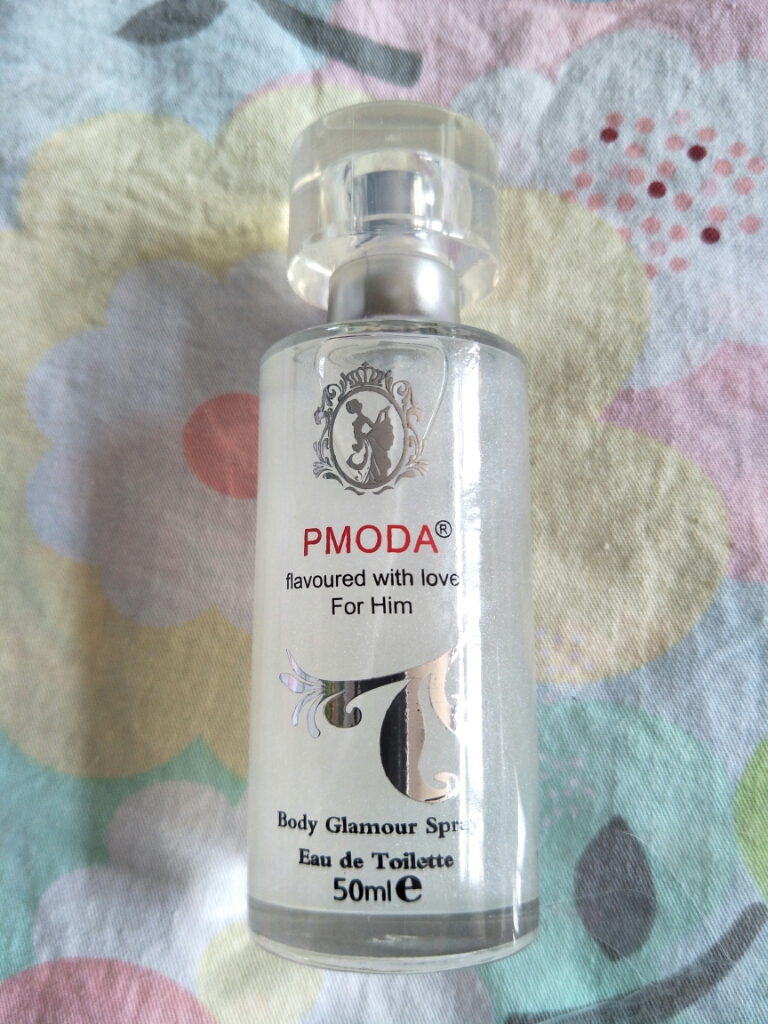 PMODA®
flavoured with love
For Him
Body Glamour Spray
Eau de Toilette
50ml e